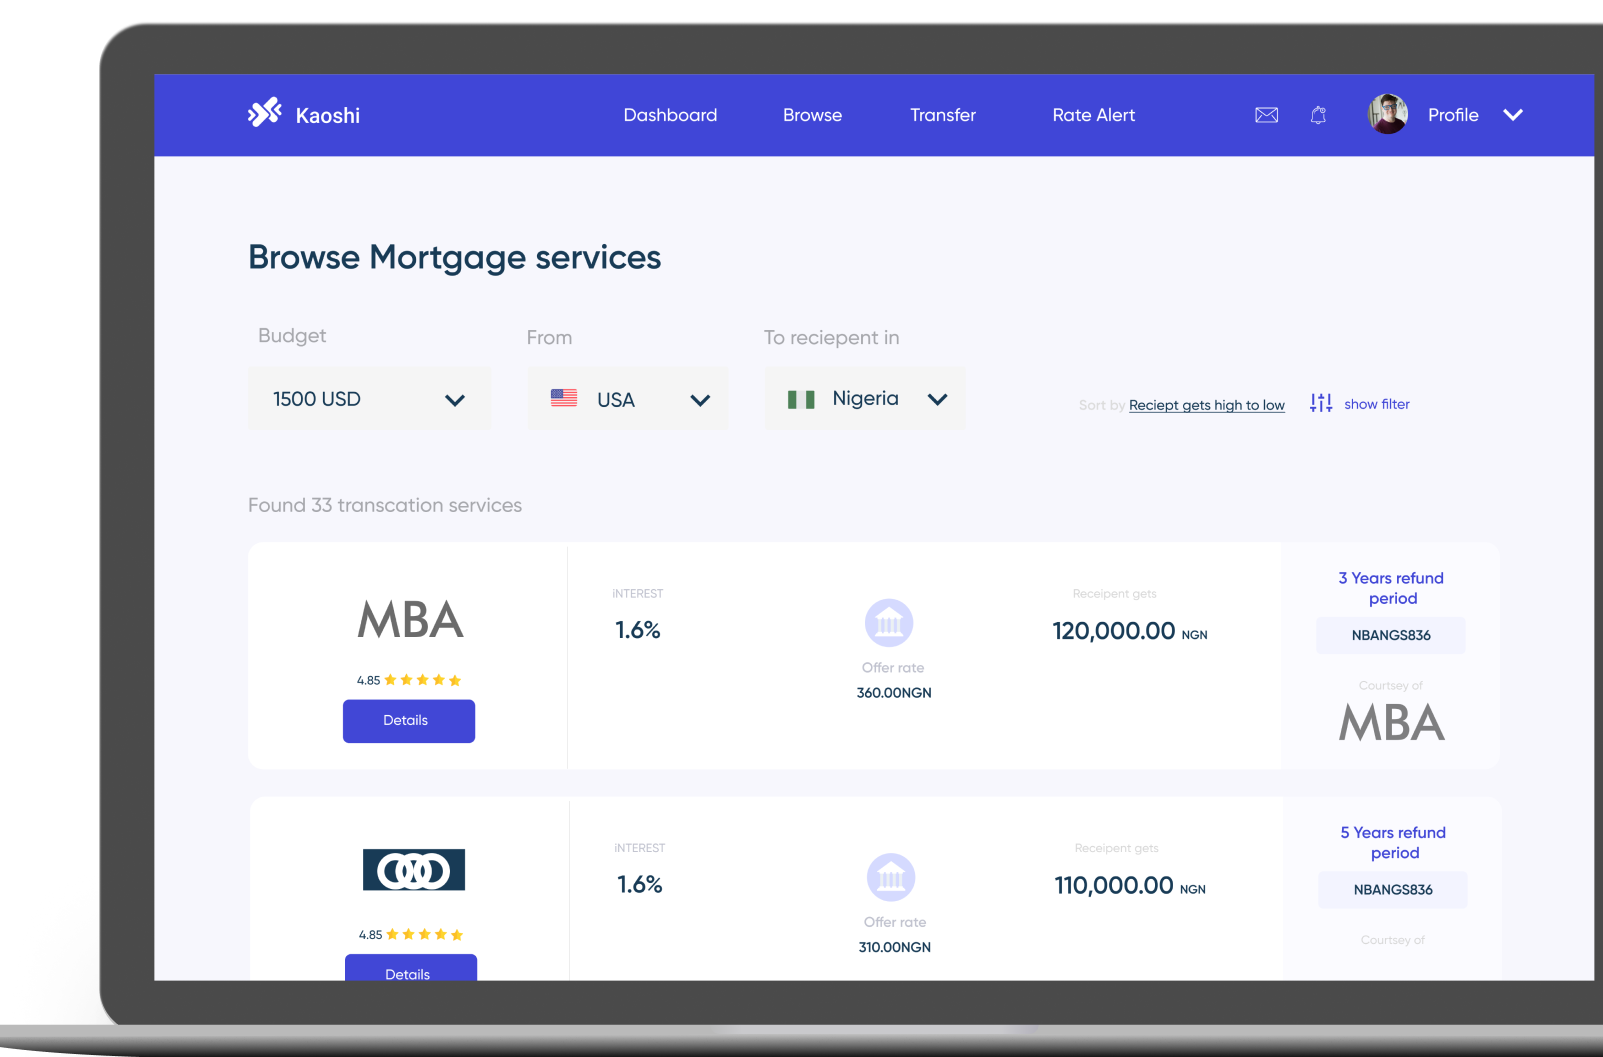 Kaoshi
Dashboard
Browse
Transfer
Rate Alert
Profile
Browse Mortgage services
Budget
From
To reciepent in
1500 USD
USA
Nigeria
Sort by Reciept gets high to low
show filter
Found 33 transcation services
MBA
4.85
Details
iNTEREST
1.6%
Offer rate
360.00NGN
Receipent gets
120,000.00 NGN
3 Years refund
period
NBANGS836
Courtsey of
MBA
4.85
Details
iNTEREST
1.6%
Offer rate
310.00NGN
Receipent gets
110,000.00 NGN
5 Years refund
period
NBANGS836
Courtsey of